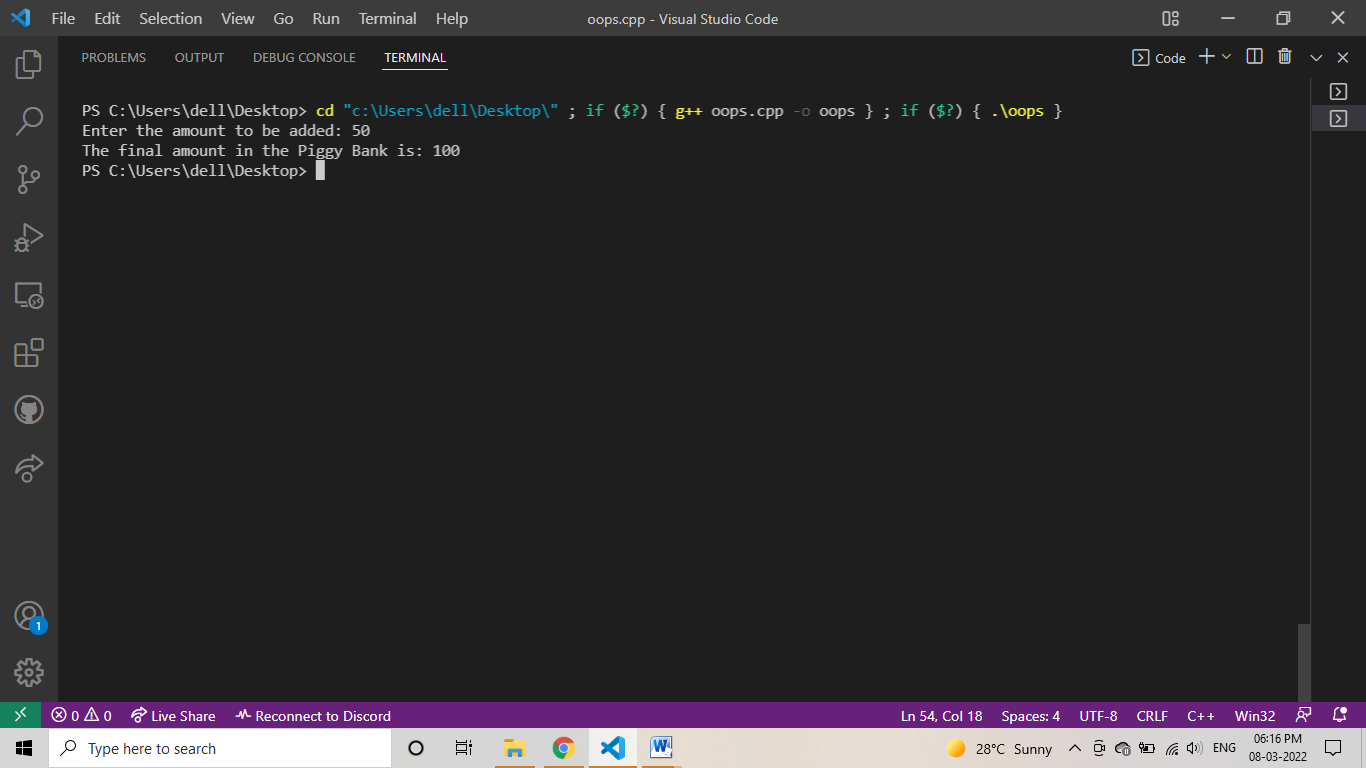 File Edit Selection View Go Run Terminal Help oops.cpp - Visual Studio Code
PROBLEMS OUTPUT DEBUG CONSOLE TERMINAL Code
PS C:\Users\dell\Desktop> cd "c:\Users\dell\Desktop\" ; if ($?) { g++ oops.cpp -o oops } ; if ($?) { .\oops }
Enter the amount to be added: 50
The final amount in the Piggy Bank is: 100
PS C:\Users\dell\Desktop>
1
0 0 Live Share Reconnect to Discord Ln 54, Col 18 Spaces: 4 UTF-8 CRLF C++ Win32
Type here to search W 28°C Sunny ENG 06:16 PM
08-03-2022